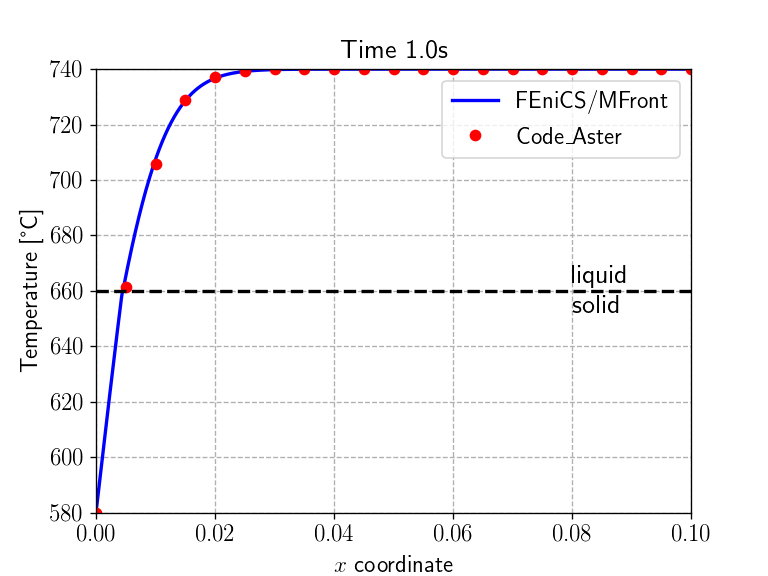 Time 1.0s
740
720
700
680
660
640
620
600
580
Temperature [°C]
FEniCS/MFront
Code_Aster
liquid
solid
0.00 0.02 0.04 0.06 0.08 0.10
x coordinate